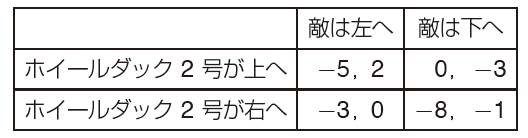 敵は左へ 敵は下へ
ホイールダック 2 号が上へ −5, 2 0, −3
ホイールダック 2 号が右へ −3, 0 −8, −1